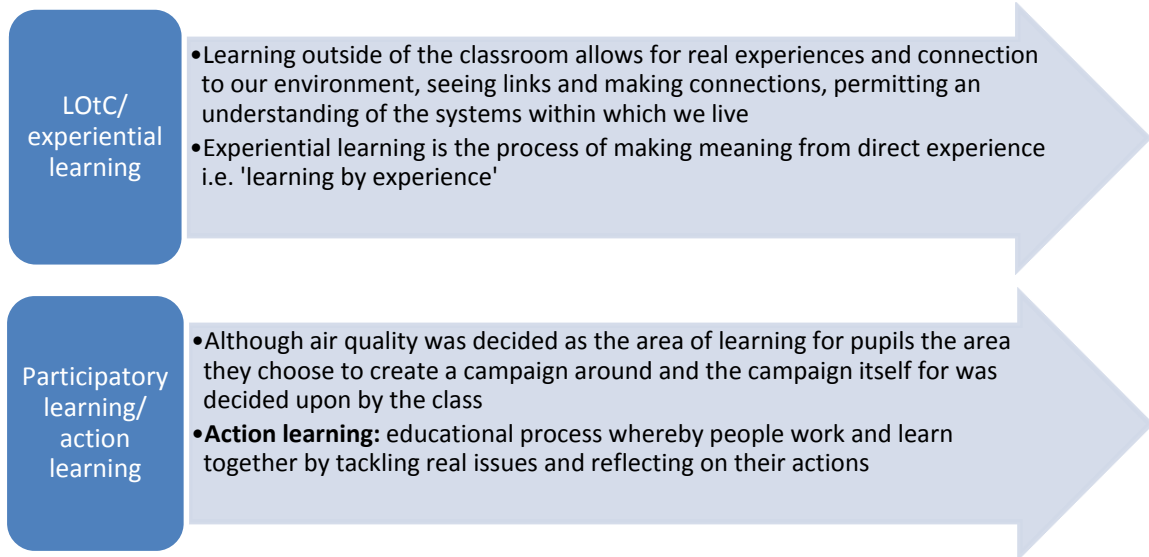 LOtC/
experiential
learning
•Learning outside of the classroom allows for real experiences and connection
to our environment, seeing links and making connections, permitting an
understanding of the systems within which we live
•Experiential learning is the process of making meaning from direct experience
i.e. 'learning by experience'
Participatory
learning/
action
learning
•Although air quality was decided as the area of learning for pupils the area
they choose to create a campaign around and the campaign itself for was
decided upon by the class
•Action learning: educational process whereby people work and learn
together by tackling real issues and reflecting on their actions